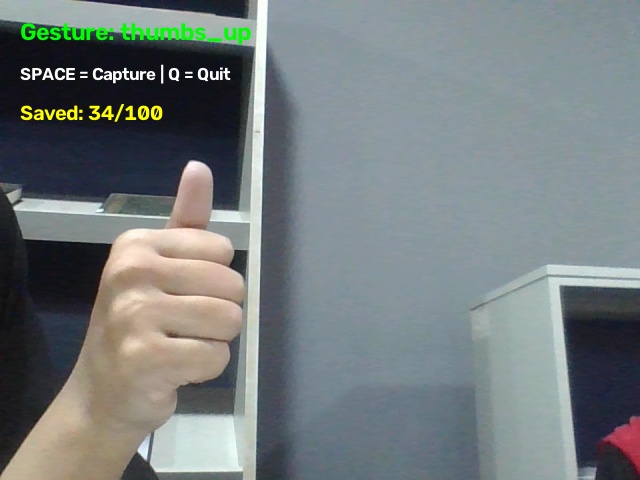 Gesture: thumbs_up
SPACE = Capture | Q = Quit
Saved: 34/100